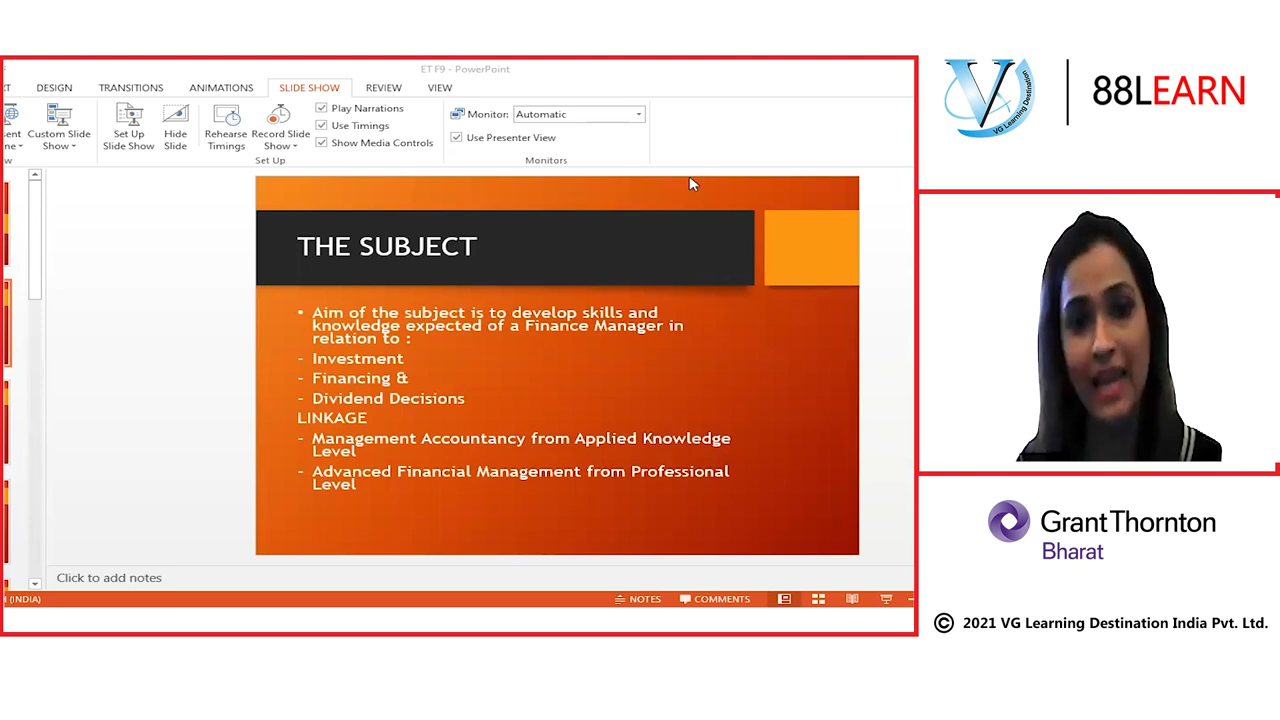 ET F9 - PowerPoint
DESIGN TRANSITIONS ANIMATIONS SLIDE SHOW REVIEW VIEW
Custom Slide Show
Set Up Slide Show
Hide Slide
Rehearse Timings
Record Slide Show
Play Narrations
Use Timings
Show Media Controls
Set Up
Monitor: Automatic
Use Presenter View
Monitors
THE SUBJECT
• Aim of the subject is to develop skills and
knowledge expected of a Finance Manager in
relation to :
- Investment
- Financing &
- Dividend Decisions
LINKAGE
- Management Accountancy from Applied Knowledge
Level
- Advanced Financial Management from Professional
Level
Click to add notes
(INDIA)
NOTES COMMENTS
V
VG Learning Destination
88LEARN
Grant Thornton
Bharat
© 2021 VG Learning Destination India Pvt. Ltd.